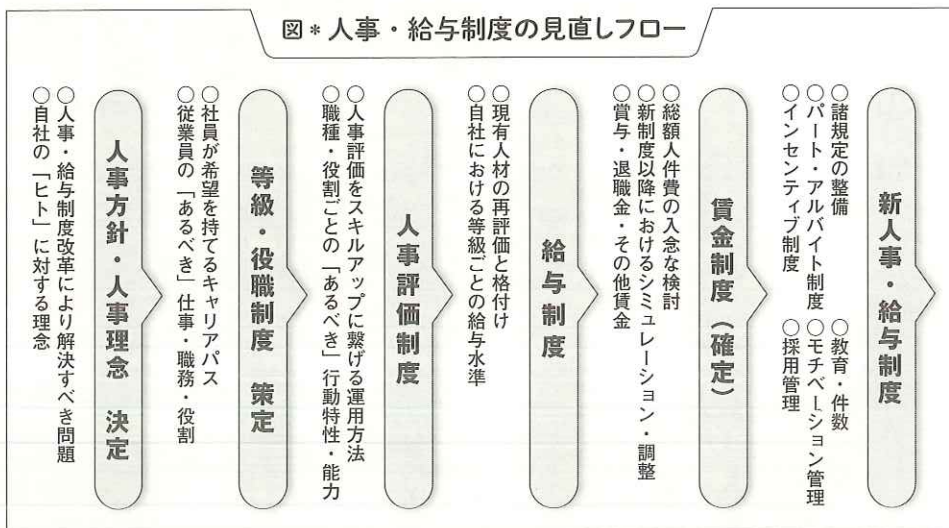 図*人事・給与制度の見直しフロー
人事方針・人事理念 決定
○人事・給与制度改革により解決すべき問題
○自社の「ヒト」に対する理念
等級・役職制度 策定
○社員が希望を持てるキャリアパス
○従業員の「あるべき」仕事・職務・役割
人事評価制度
○人事評価をスキルアップに繋げる運用方法
○職種・役割ごとの「あるべき」行動特性・能力
給与制度
○現有人材の再評価と格付け
○自社における等級ごとの給与水準
賃金制度(確定)
○総額人件費の入念な検討
○新制度以降におけるシミュレーション・調整
○賞与・退職金・その他賃金
新人事・給与制度
○諸規定の整備
○パート・アルバイト制度
○インセンティブ制度
○教育・件数
○モチベーション管理
○採用管理